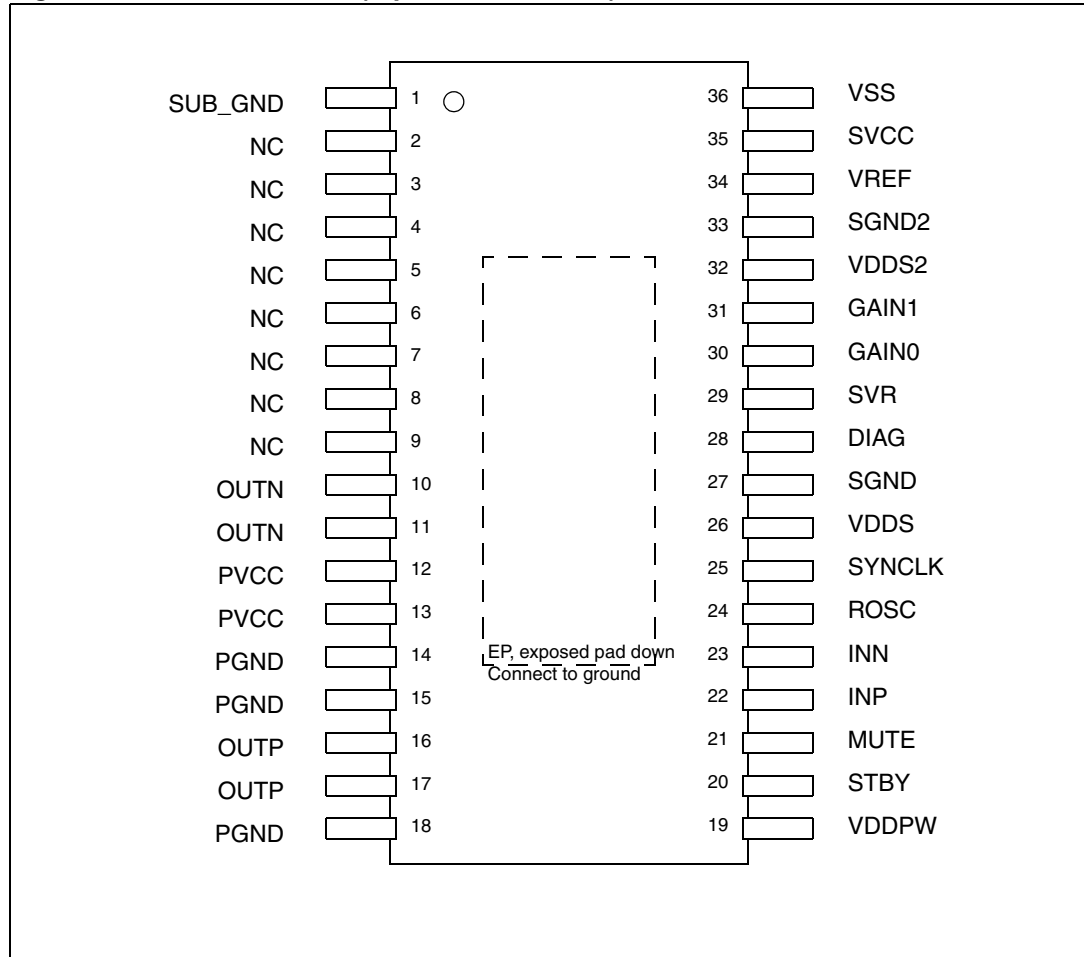 SUB_GND 1 36 VSS
NC 2 35 SVCC
NC 3 34 VREF
NC 4 33 SGND2
NC 5 32 VDDS2
NC 6 31 GAIN1
NC 7 30 GAIN0
NC 8 29 SVR
NC 9 28 DIAG
OUTN 10 27 SGND
OUTN 11 26 VDDS
PVCC 12 25 SYNCLK
PVCC 13 24 ROSC
PGND 14 EP, exposed pad down 23 INN
Connect to ground
PGND 15 22 INP
OUTP 16 21 MUTE
OUTP 17 20 STBY
PGND 18 19 VDDPW